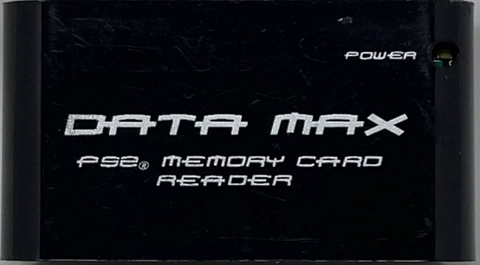 POWER
DATA MAX
PS2® MEMORY CARD
READER